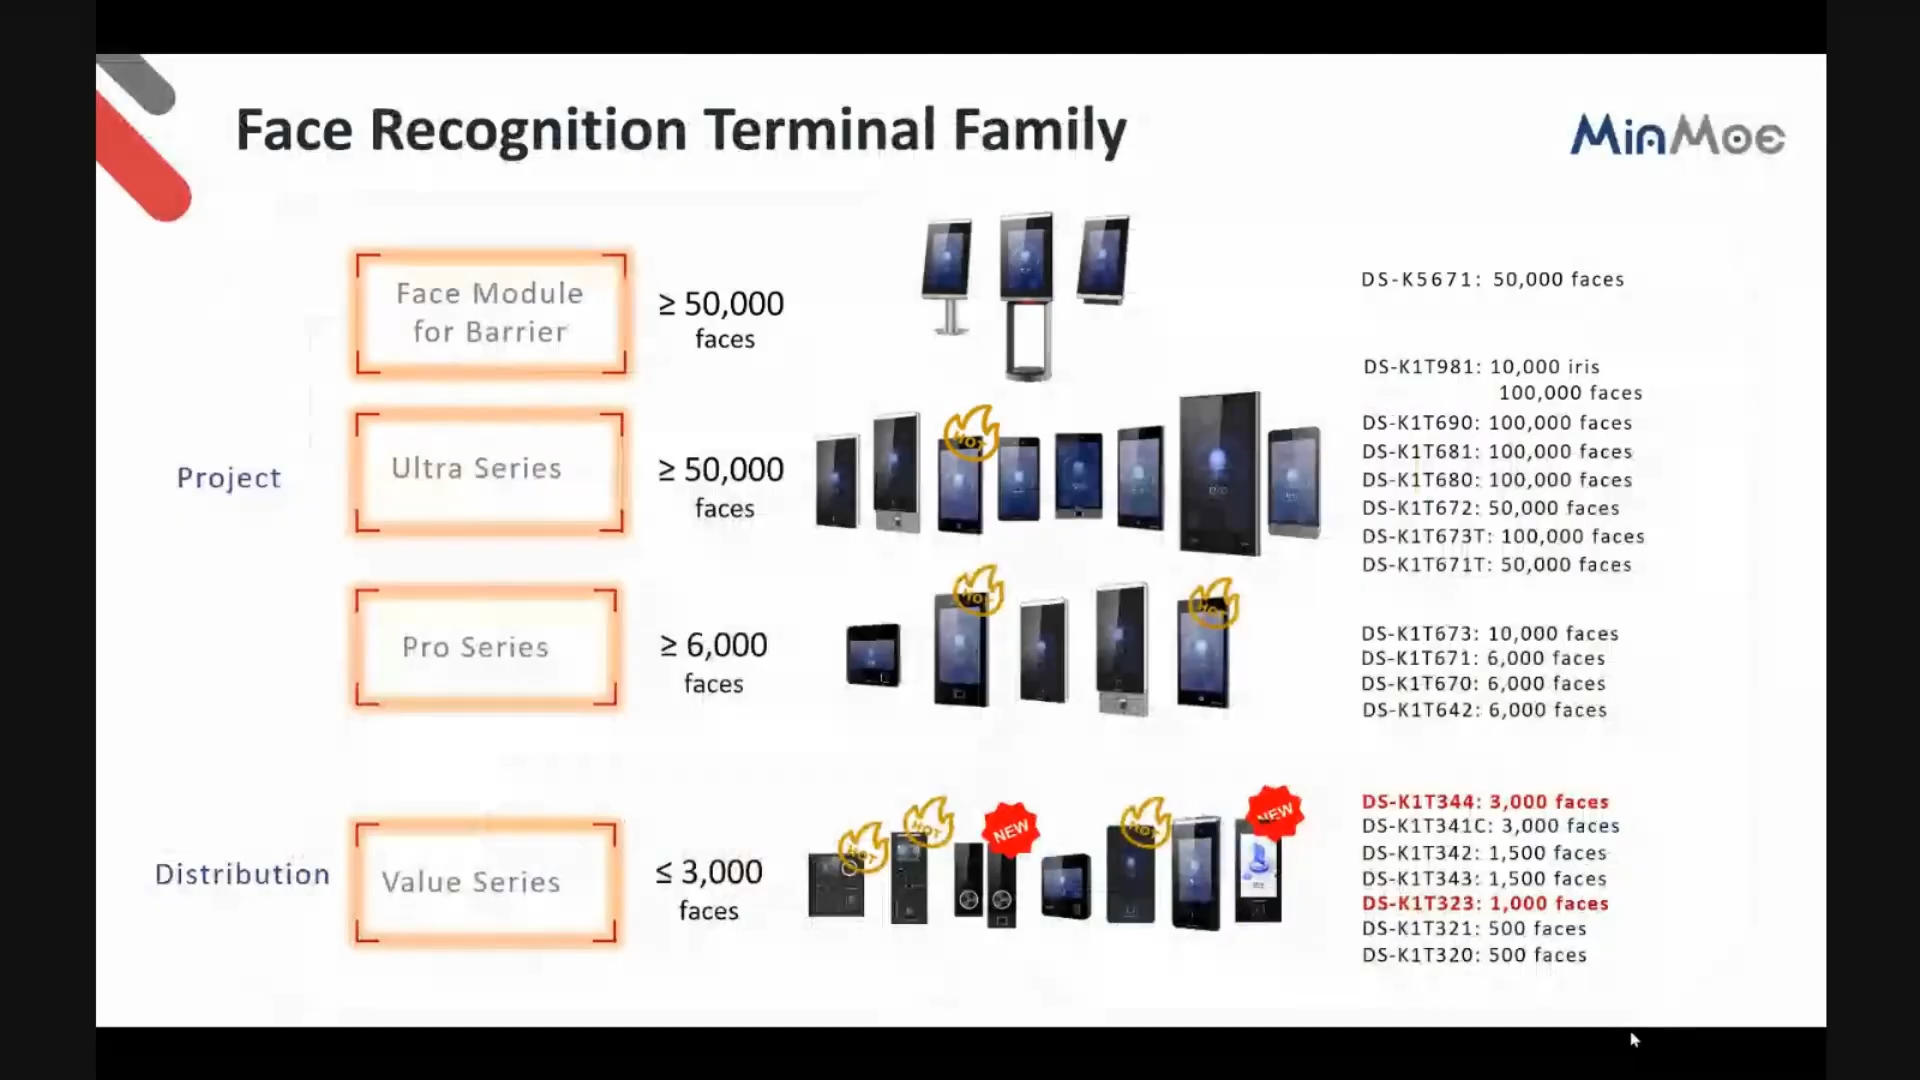 Face Recognition Terminal Family
MinMoe
Face Module
for Barrier
≥ 50,000
faces
DS-K5671: 50,000 faces
Project
Ultra Series
≥ 50,000
faces
HOT
DS-K1T981: 10,000 iris
100,000 faces
DS-K1T690: 100,000 faces
DS-K1T681: 100,000 faces
DS-K1T680: 100,000 faces
DS-K1T672: 50,000 faces
DS-K1T673T: 100,000 faces
DS-K1T671T: 50,000 faces
Pro Series
≥ 6,000
faces
HOT
HOT
DS-K1T673: 10,000 faces
DS-K1T671: 6,000 faces
DS-K1T670: 6,000 faces
DS-K1T642: 6,000 faces
Distribution
Value Series
≤ 3,000
faces
HOT
HOT
NEW
HOT
NEW
DS-K1T344: 3,000 faces
DS-K1T341C: 3,000 faces
DS-K1T342: 1,500 faces
DS-K1T343: 1,500 faces
DS-K1T323: 1,000 faces
DS-K1T321: 500 faces
DS-K1T320: 500 faces